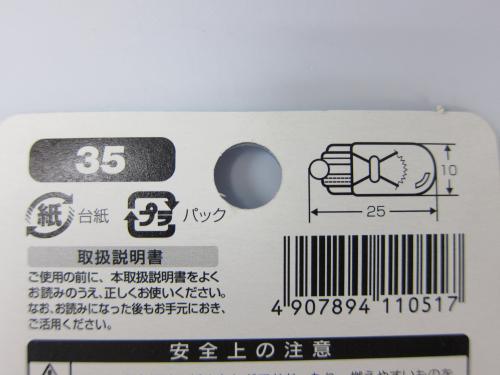 35
紙 台紙 プラ パック
10
25
取扱説明書
ご使用の前に、本取扱説明書をよく
お読みのうえ、正しくお使いください。
なお、お読みになった後もお手元におき、
ご活用ください。
4 907894 110517
安全上の注意